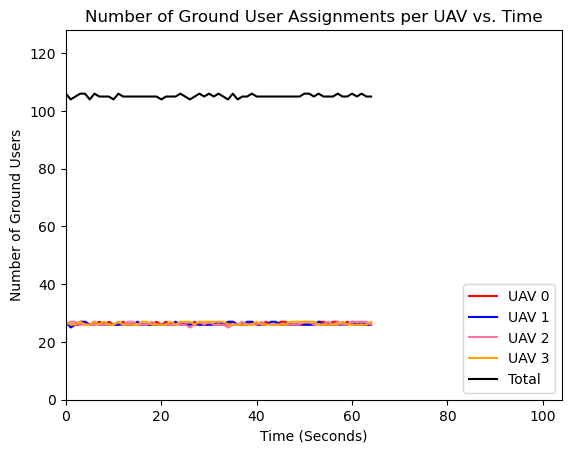 Number of Ground User Assignments per UAV vs. Time
Number of Ground Users
120
100
80
60
40
20
0
0 20 40 60 80 100
Time (Seconds)
UAV 0
UAV 1
UAV 2
UAV 3
Total